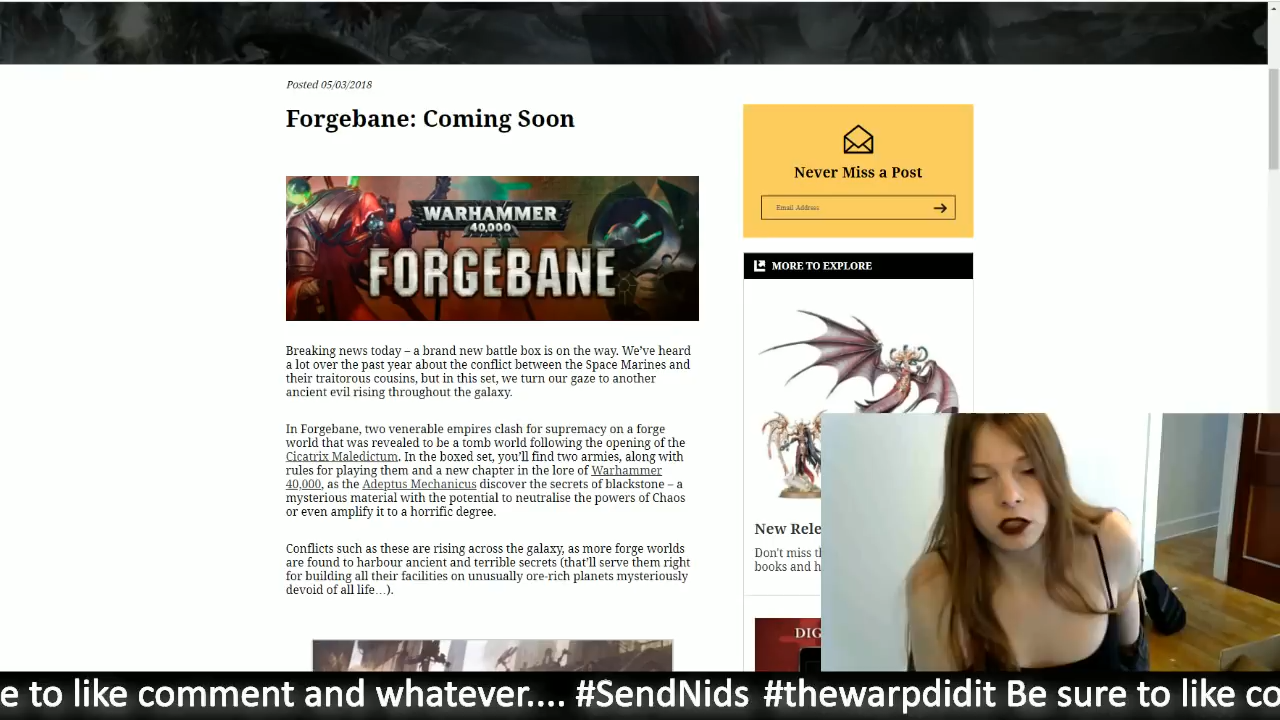 Posted 05/03/2018
Forgebane: Coming Soon
WARHAMMER
40,000
FORGEBANE
Breaking news today – a brand new battle box is on the way. We’ve heard
a lot over the past year about the conflict between the Space Marines and
their traitorous cousins, but in this set, we turn our gaze to another
ancient evil rising throughout the galaxy.
In Forgebane, two venerable empires clash for supremacy on a forge
world that was revealed to be a tomb world following the opening of the
Cicatrix Maledictum. In the boxed set, you’ll find two armies, along with
rules for playing them and a new chapter in the lore of Warhammer
40,000, as the Adeptus Mechanicus discover the secrets of blackstone – a
mysterious material with the potential to neutralise the powers of Chaos
or even amplify it to a horrific degree.
Conflicts such as these are rising across the galaxy, as more forge worlds
are found to harbour ancient and terrible secrets (that’ll serve them right
for building all their facilities on unusually ore-rich planets mysteriously
devoid of all life…).
Never Miss a Post
Email Address
MORE TO EXPLORE
New Rele
Don't miss th
books and h
DIG
e to like comment and whatever.... #SendNids #thewarpdidit Be sure to like co